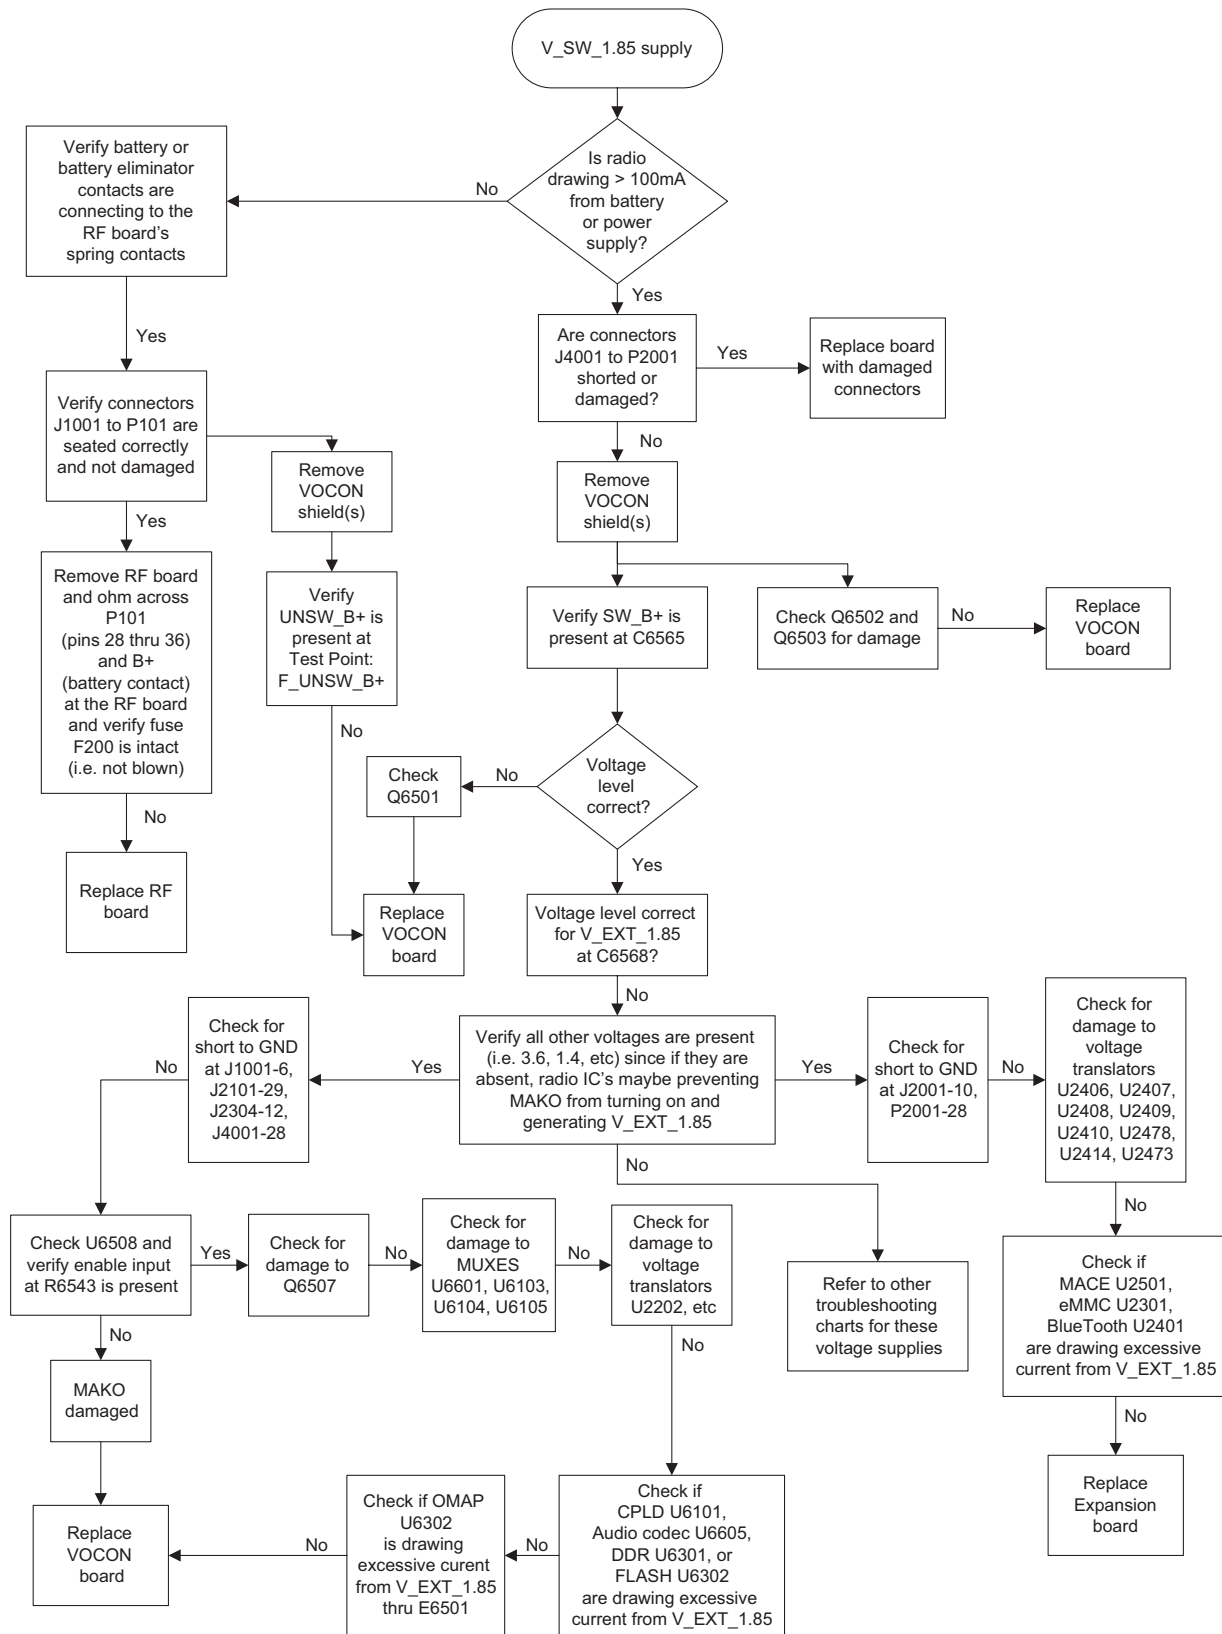 V_SW_1.85 supply
Is radio
drawing > 100mA
from battery
or power
supply?
No
Verify battery or
battery eliminator
contacts are
connecting to the
RF board's
spring contacts
Yes
Yes
Are connectors
J4001 to P2001
shorted or
damaged?
Yes
Replace board
with damaged
connectors
Verify connectors
J1001 to P101 are
seated correctly
and not damaged
No
Remove
VOCON
shield(s)
Remove
VOCON
shield(s)
Yes
Remove RF board
and ohm across
P101
(pins 28 thru 36)
and B+
(battery contact)
at the RF board
and verify fuse
F200 is intact
(i.e. not blown)
Verify
UNSW_B+ is
present at
Test Point:
F_UNSW_B+
Verify SW_B+ is
present at C6565
Check Q6502 and
Q6503 for damage
No
Replace
VOCON
board
No
Voltage
level
correct?
No
Check
Q6501
No
Replace RF
board
Yes
Replace
VOCON
board
Voltage level correct
for V_EXT_1.85
at C6568?
No
Verify all other voltages are present
(i.e. 3.6, 1.4, etc) since if they are
absent, radio IC's maybe preventing
MAKO from turning on and
generating V_EXT_1.85
Yes
Check for
short to GND
at J1001-6,
J2101-29,
J2304-12,
J4001-28
No
Yes
Check for
short to GND
at J2001-10,
P2001-28
No
Check for
damage to
voltage
translators
U2406, U2407,
U2408, U2409,
U2410, U2478,
U2414, U2473
No
No
Check U6508 and
verify enable input
at R6543 is present
Yes
Check for
damage to
Q6507
No
Check for
damage to
MUXES
U6601, U6103,
U6104, U6105
No
Check for
damage to
voltage
translators
U2202, etc
Refer to other
troubleshooting
charts for these
voltage supplies
Check if
MACE U2501,
eMMC U2301,
BlueTooth U2401
are drawing excessive
current from V_EXT_1.85
No
No
MAKO
damaged
No
Replace
Expansion
board
Replace
VOCON
board
No
Check if OMAP
U6302
is drawing
excessive curent
from V_EXT_1.85
thru E6501
No
Check if
CPLD U6101,
Audio codec U6605,
DDR U6301, or
FLASH U6302
are drawing excessive
current from V_EXT_1.85